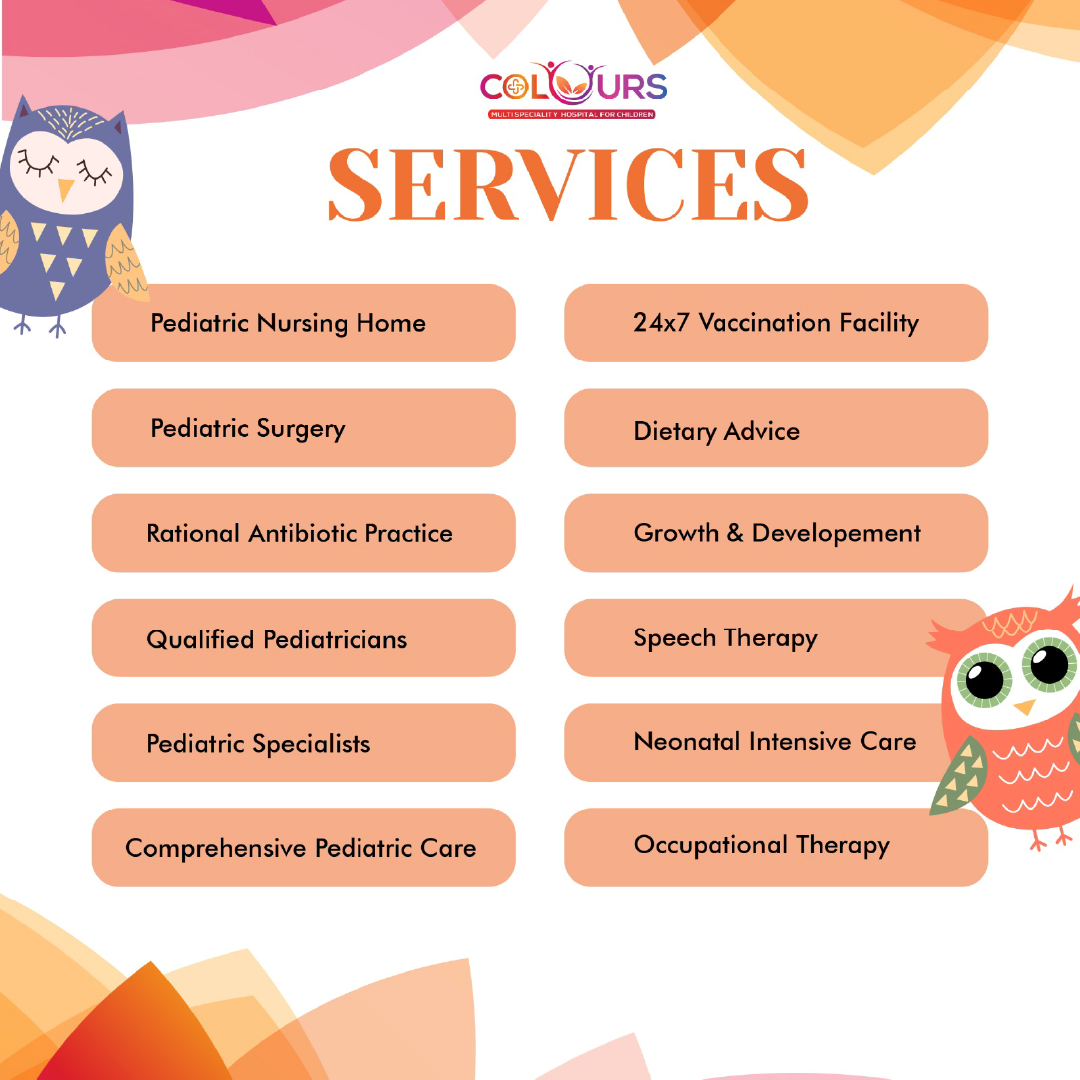 COLOURS
MULTISPECIALITY HOSPITAL FOR CHILDREN
SERVICES
Pediatric Nursing Home
Pediatric Surgery
Rational Antibiotic Practice
Qualified Pediatricians
Pediatric Specialists
Comprehensive Pediatric Care
24x7 Vaccination Facility
Dietary Advice
Growth & Developement
Speech Therapy
Neonatal Intensive Care
Occupational Therapy